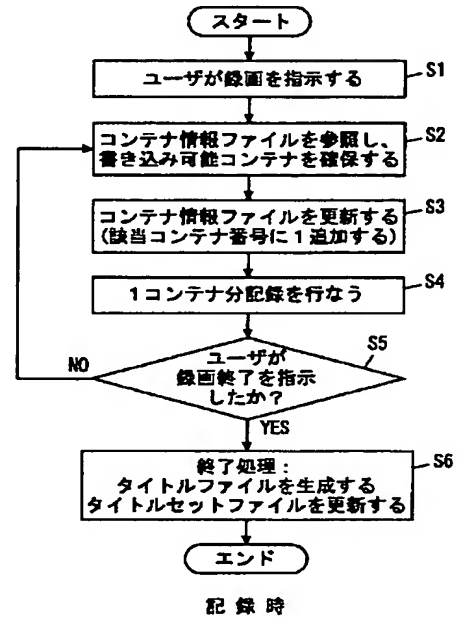 スタート
ユーザが録画を指示する
S1
コンテナ情報ファイルを参照し、
書き込み可能コンテナを確保する
S2
コンテナ情報ファイルを更新する
(該当コンテナ番号に1追加する)
S3
1コンテナ分記録を行なう
S4
ユーザが
録画終了を指示
したか?
S5
NO
YES
終了処理:
タイトルファイルを生成する
タイトルセットファイルを更新する
S6
エンド
記録時